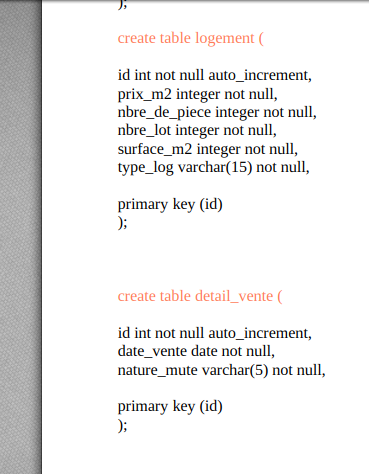 );
create table logement (
id int not null auto_increment,
prix_m2 integer not null,
nbre_de_piece integer not null,
nbre_lot integer not null,
surface_m2 integer not null,
type_log varchar(15) not null,
primary key (id)
);
create table detail_vente (
id int not null auto_increment,
date_vente date not null,
nature_mute varchar(5) not null,
primary key (id)
);